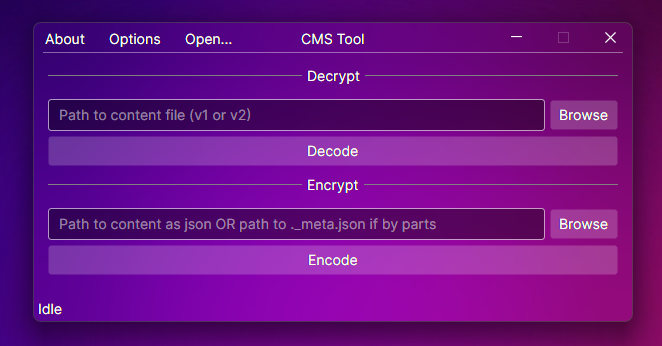 About Options Open... CMS Tool
Decrypt
Path to content file (v1 or v2) Browse
Decode
Encrypt
Path to content as json OR path to ._meta.json if by parts Browse
Encode
Idle